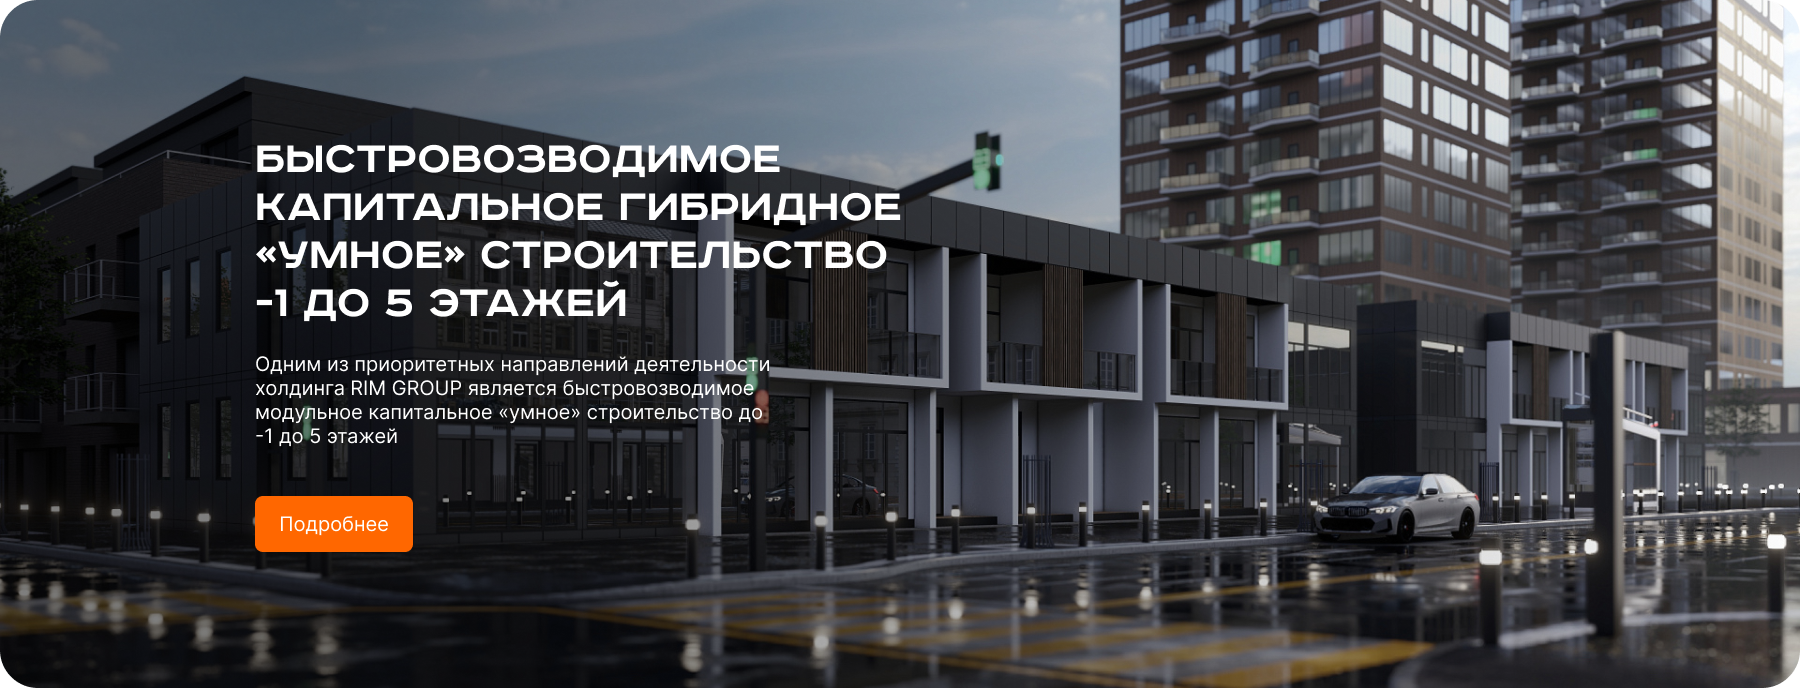 БЫСТРОВОЗВОДИМОЕ
КАПИТАЛЬНОЕ ГИБРИДНОЕ
«УМНОЕ» СТРОИТЕЛЬСТВО
-1 ДО 5 ЭТАЖЕЙ
Одним из приоритетных направлений деятельности
холдинга RIM GROUP является быстровозводимое
модульное капитальное «умное» строительство до
-1 до 5 этажей
Подробнее